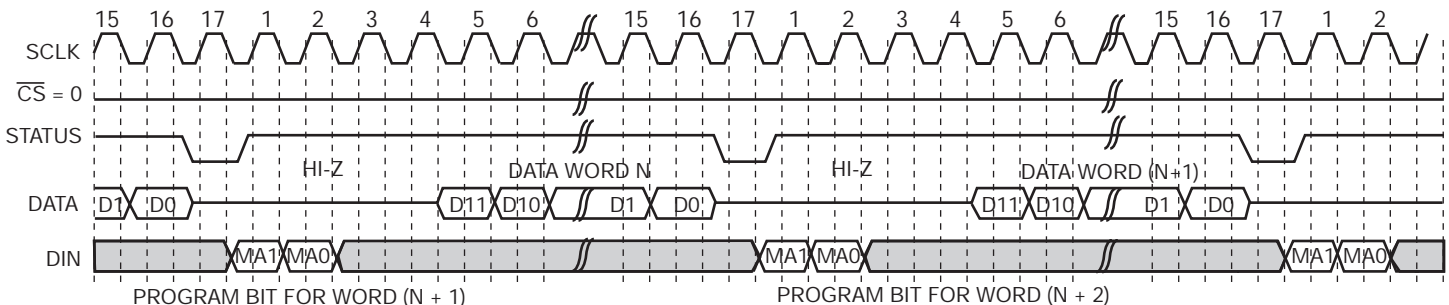 15 16 17 1 2 3 4 5 6 15 16 17 1 2 3 4 5 6 15 16 17 1 2
SCLK
CS = 0
STATUS
HI-Z DATA WORD N HI-Z DATA WORD (N+1)
DATA D1 D0 D11 D10 D1 D0 D11 D10 D1 D0
DIN MA1 MA0 MA1 MA0 MA1 MA0
PROGRAM BIT FOR WORD (N + 1) PROGRAM BIT FOR WORD (N + 2)